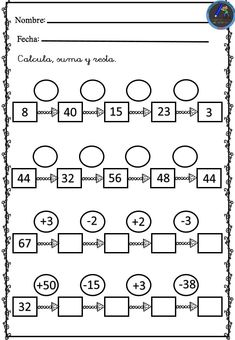 Nombre:
Fecha:
Calcula, suma y resta.
8 40 15 23 3
44 32 56 48 44
+3 -2 +2 -3
67
+50 -15 +3 -38
32